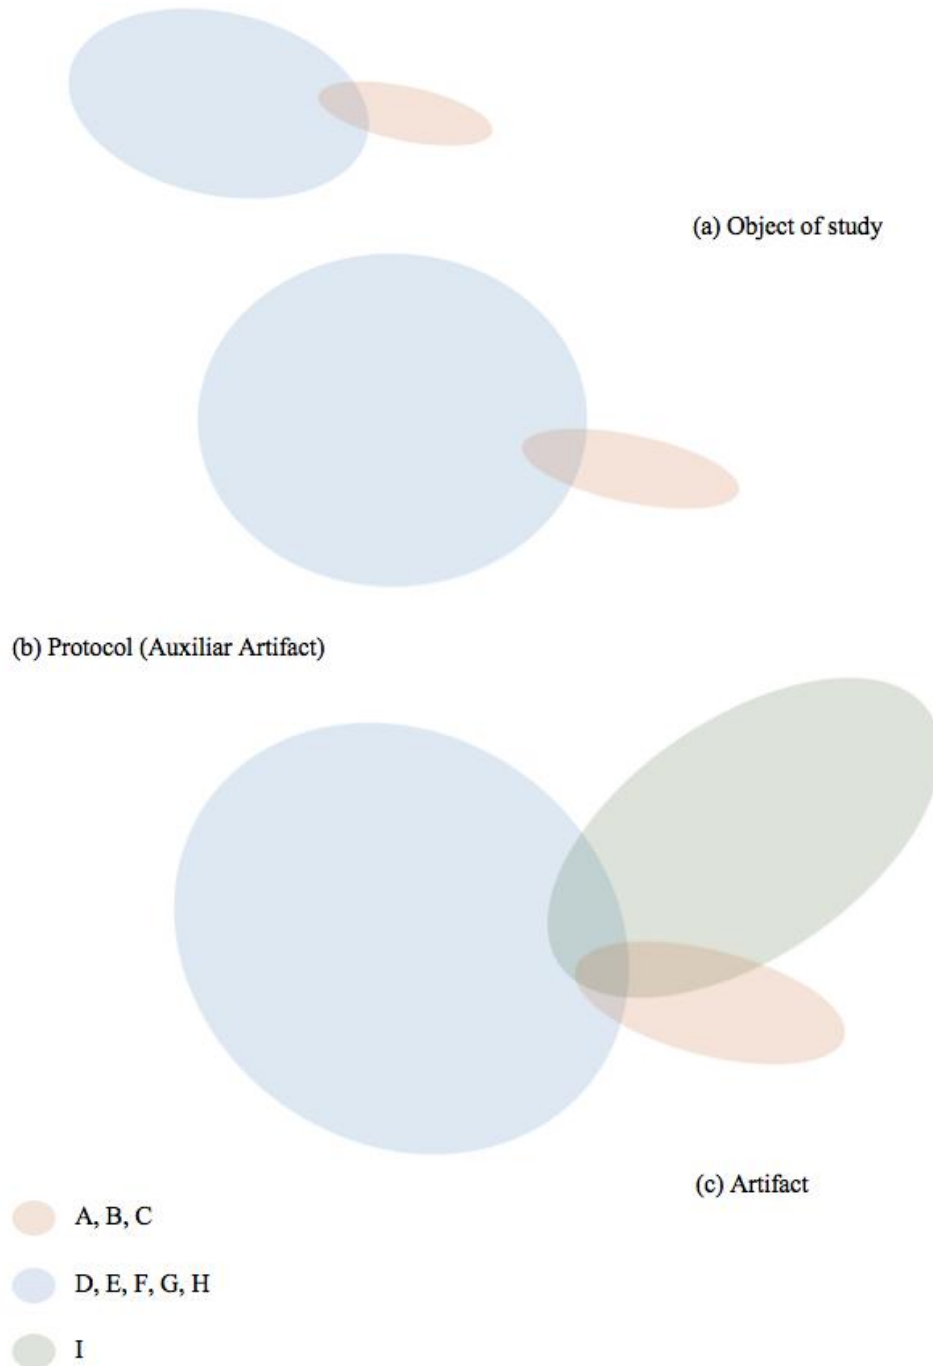 (a) Object of study
(b) Protocol (Auxiliar Artifact)
(c) Artifact
A, B, C
D, E, F, G, H
I